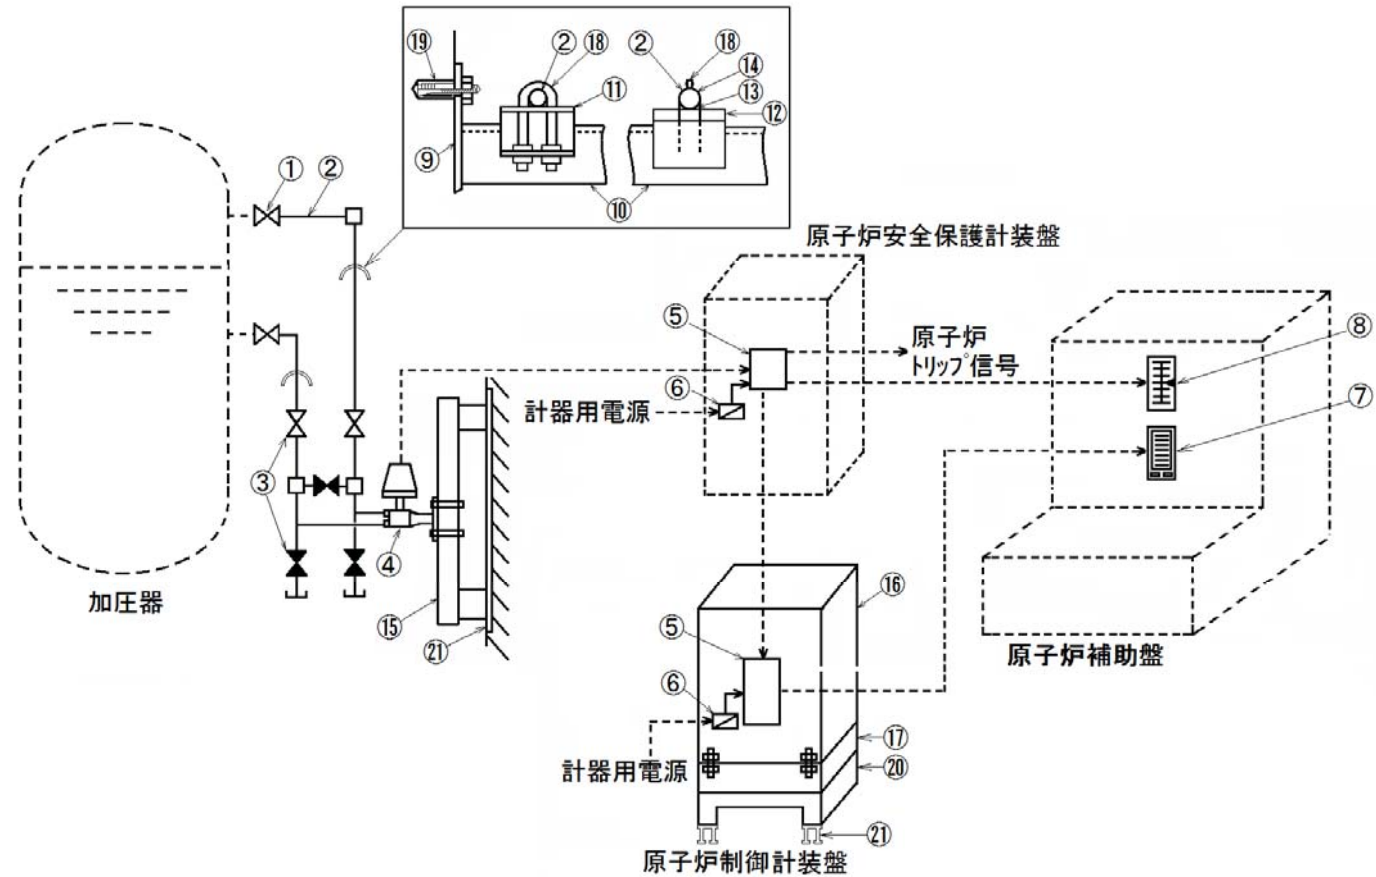 ⑲ ② ⑱ ② ⑱
⑭
⑪ ⑬
⑫
⑨
⑩
① ②
原子炉安全保護計装盤
⑤
原子炉
トリップ信号
⑧
⑥
計器用電源
⑦
③
④
加圧器
⑮
㉑
⑯
⑤
原子炉補助盤
⑥
⑰
計器用電源
⑳
㉑
原子炉制御計装盤